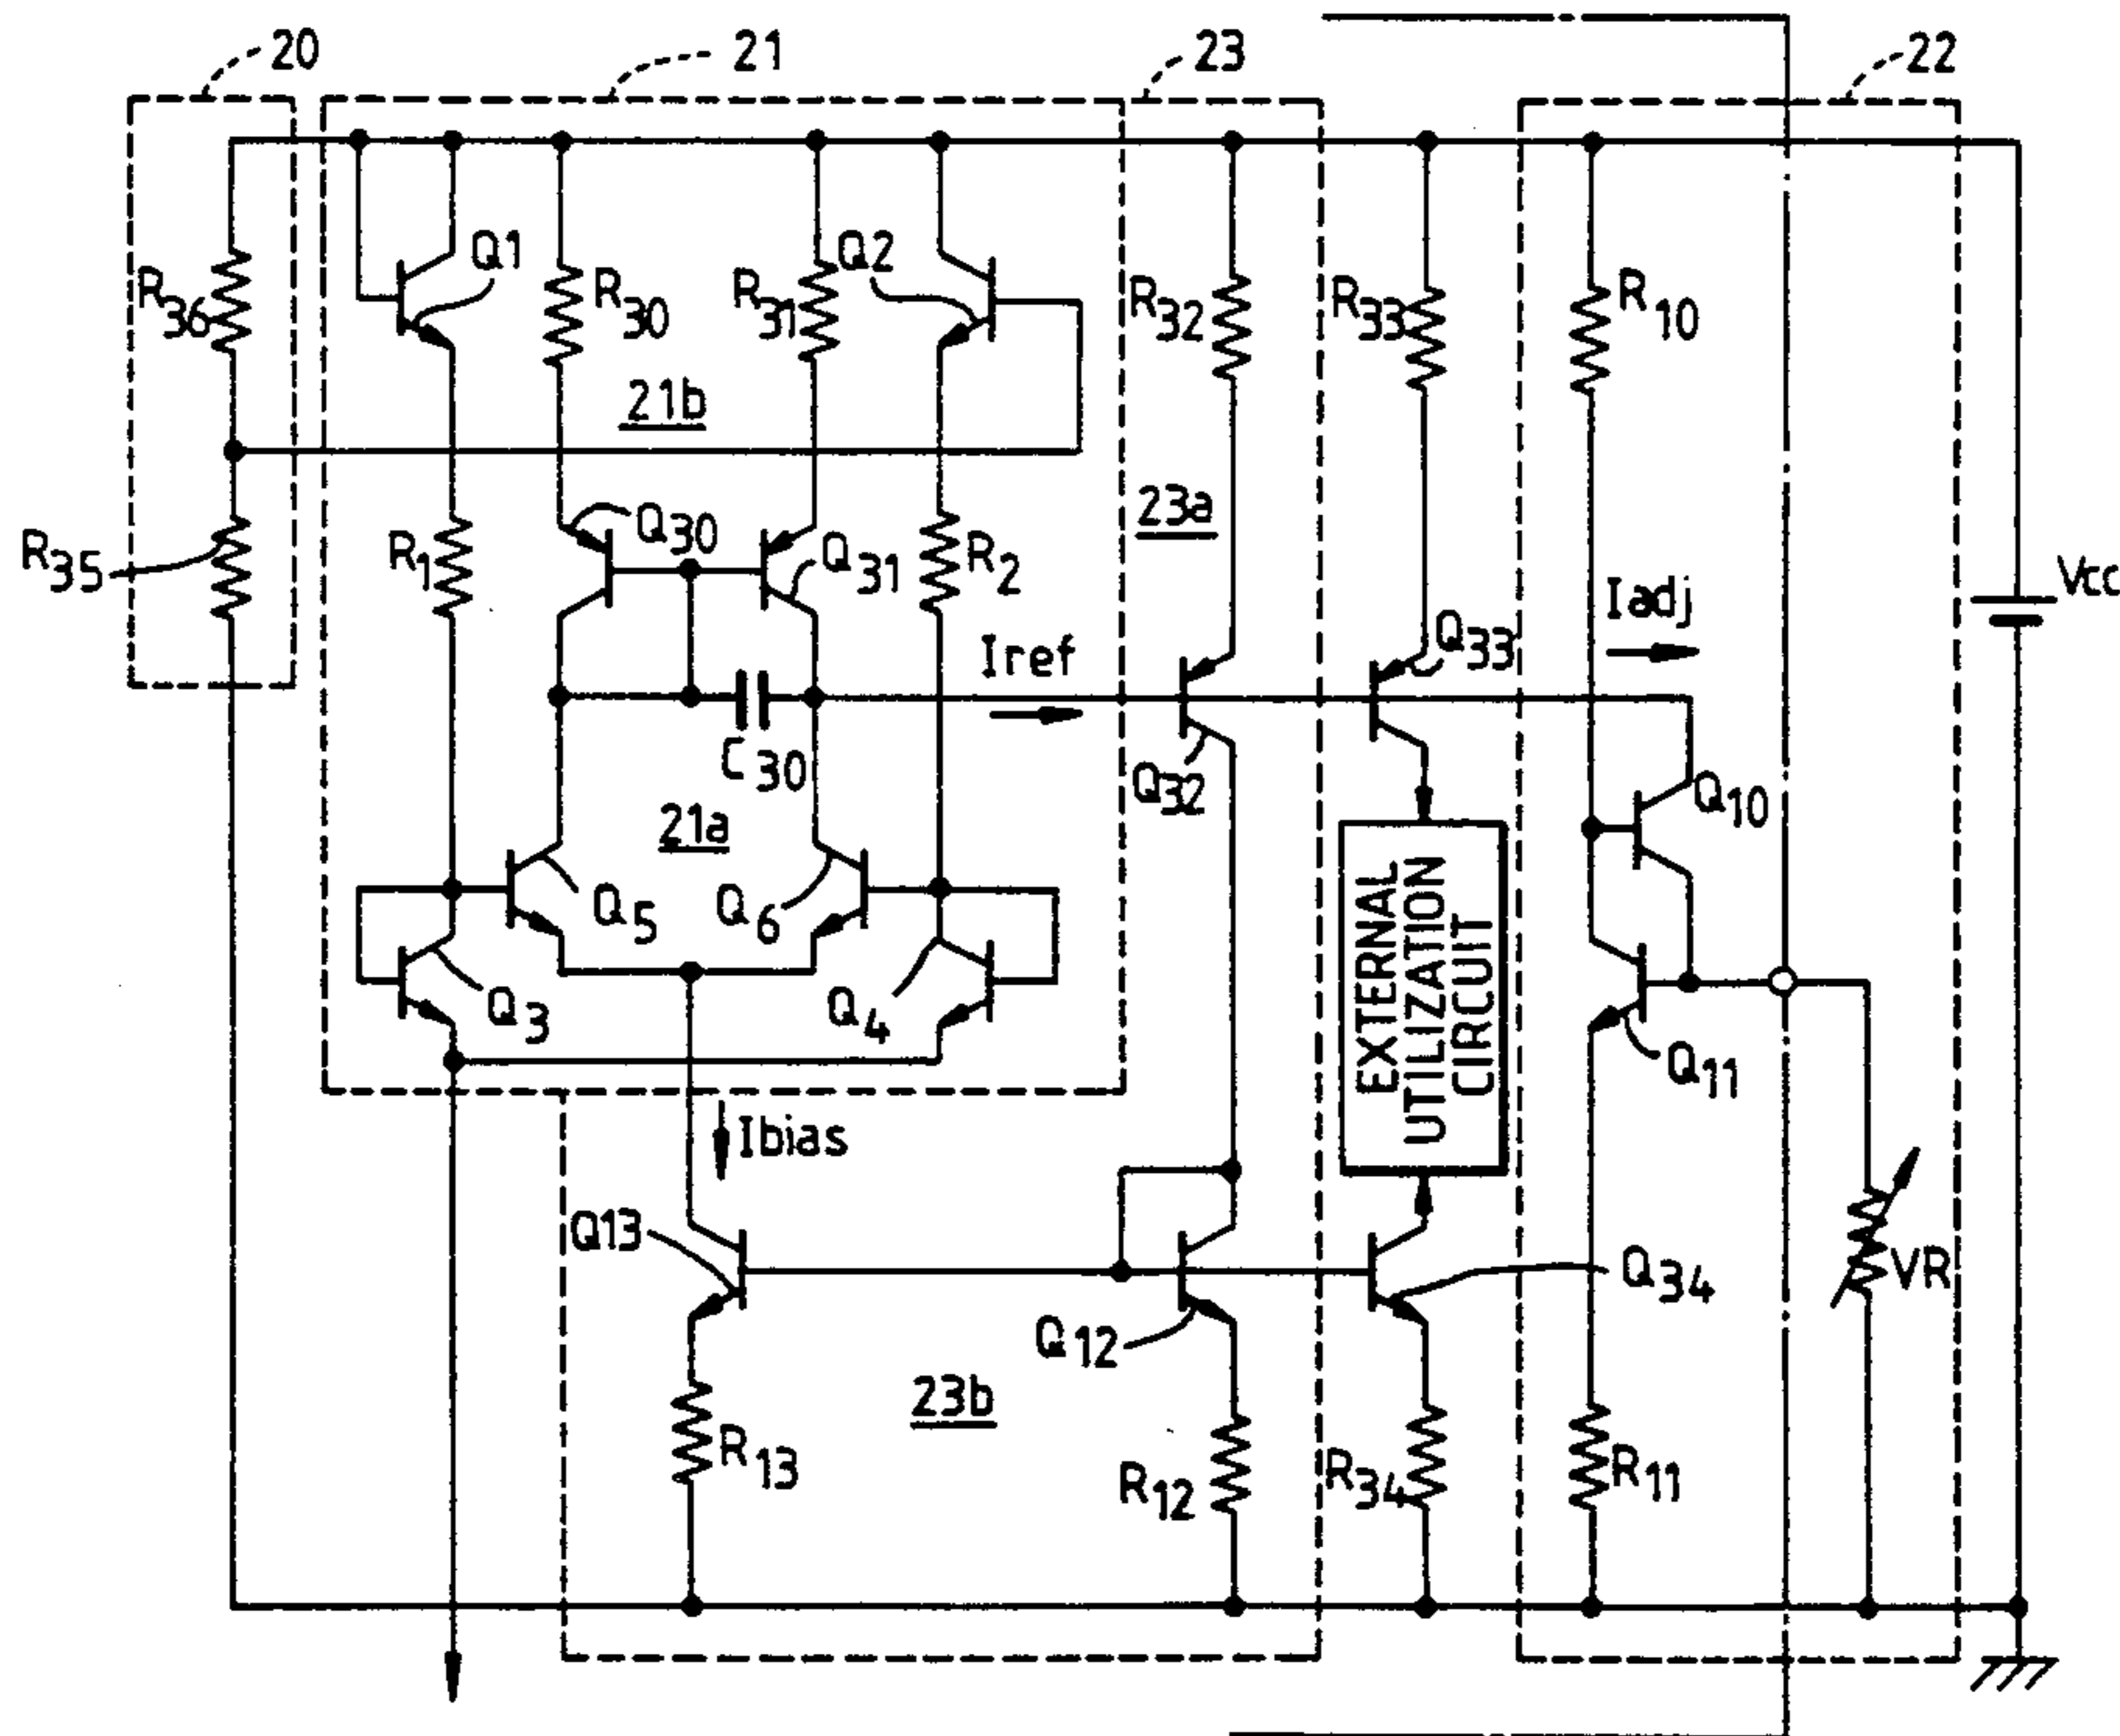 20
21
23
22
Q1
Q2
R36
R30
R31
R32
R33
R10
21b
23a
R35
R1
Q30
Q31
R2
Iref
Iadj
Q33
Vcc
C30
Q32
Q10
21a
Q5
Q6
Q3
Q4
EXTERNAL
UTILIZATION
CIRCUIT
Q11
Ibias
Q13
Q12
Q34
VR
23b
R13
R12
R34
R11